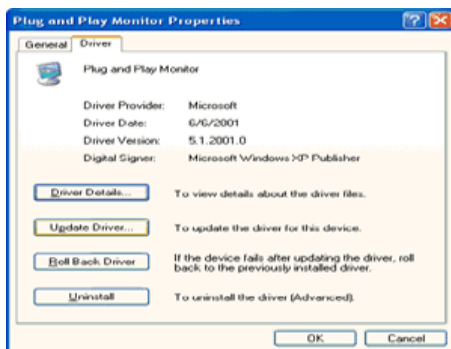 Plug and Play Monitor Properties
General Driver
Plug and Play Monitor
Driver Provider: Microsoft
Driver Date: 6/6/2001
Driver Version: 5.1.2001.0
Digital Signer: Microsoft Windows XP Publisher
Driver Details... To view details about the driver files.
Update Driver... To update the driver for this device.
Roll Back Driver If the device fails after updating the driver, roll
back to the previously installed driver.
Uninstall To uninstall the driver (Advanced).
OK Cancel